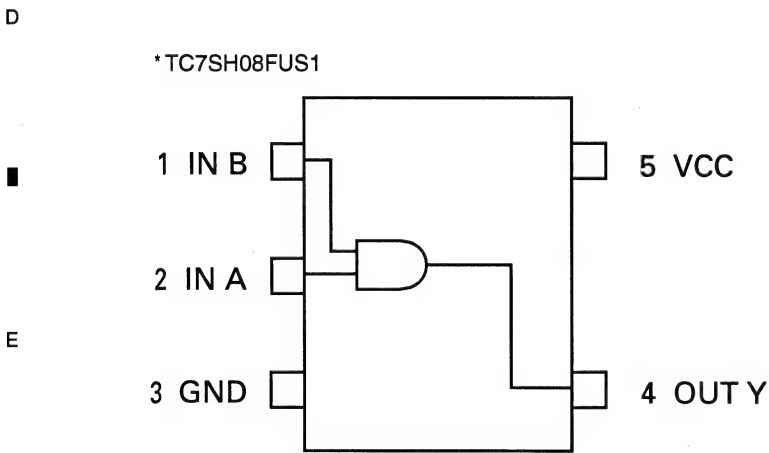 D
* TC7SH08FUS1
1 IN B
5 VCC
2 IN A
E
3 GND
4 OUT Y